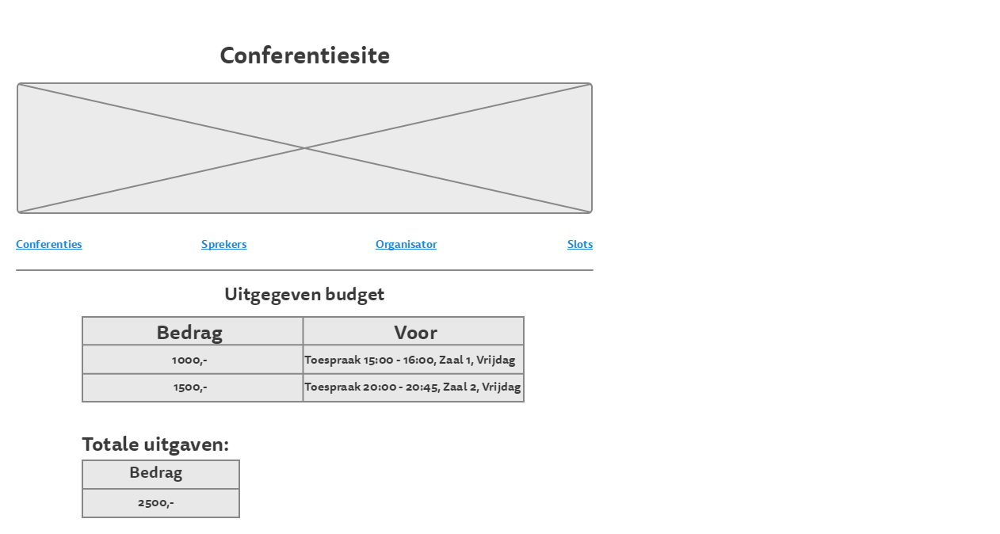 Conferentiesite
Conferenties Sprekers Organisator Slots
Uitgegeven budget
Bedrag Voor
1000,- Toespraak 15:00 - 16:00, Zaal 1, Vrijdag
1500,- Toespraak 20:00 - 20:45, Zaal 2, Vrijdag
Totale uitgaven:
Bedrag
2500,-